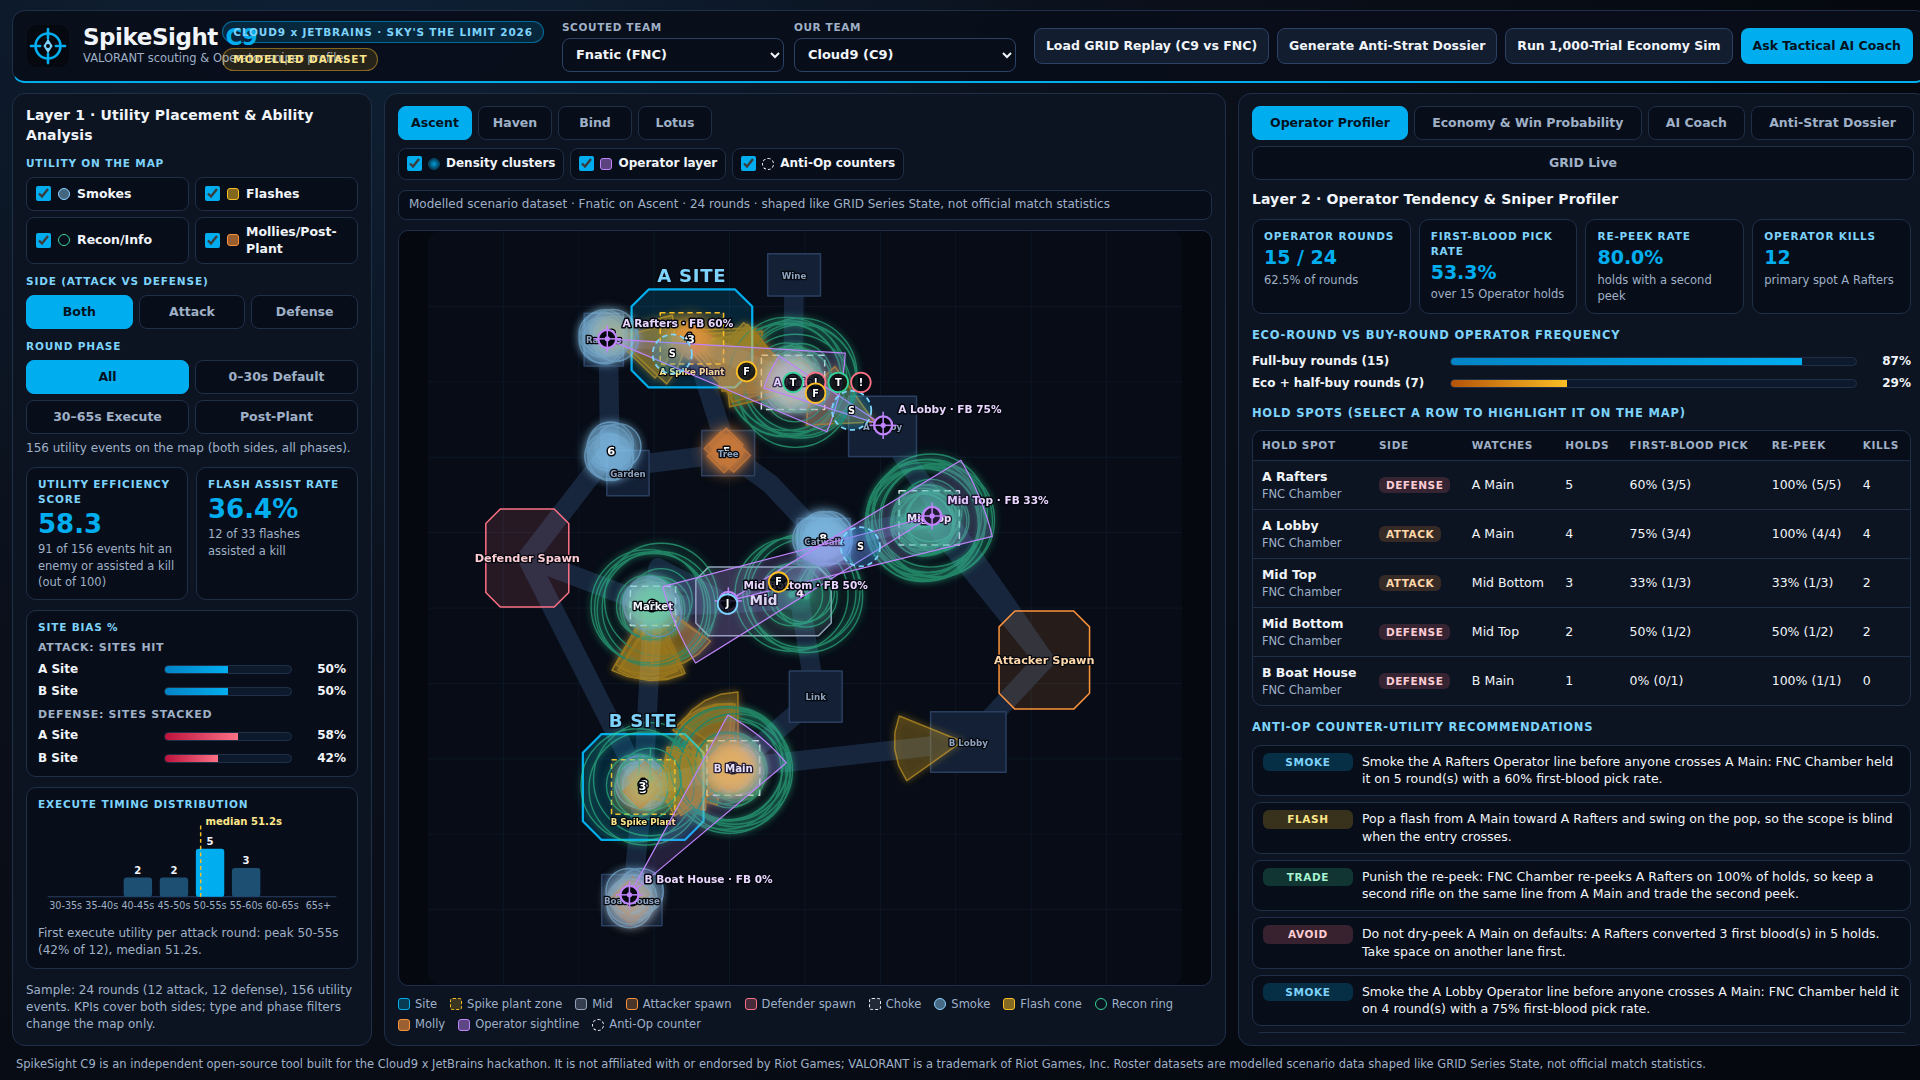 SpikeSight C9
VALORANT scouting &
CLOUD9 x JETBRAINS · SKY'S THE LIMIT 2026
MODELLED DATASET
SCOUTED TEAM
Fnatic (FNC)
OUR TEAM
Cloud9 (C9)
Load GRID Replay (C9 vs FNC)
Generate Anti-Strat Dossier
Run 1,000-Trial Economy Sim
Ask Tactical AI Coach
Layer 1 · Utility Placement & Ability
Analysis
UTILITY ON THE MAP
Smokes
Flashes
Recon/Info
Mollies/Post-
Plant
SIDE (ATTACK VS DEFENSE)
Both
Attack
Defense
ROUND PHASE
All
0–30s Default
30–65s Execute
Post-Plant
156 utility events on the map (both sides, all phases).
UTILITY EFFICIENCY
SCORE
58.3
91 of 156 events hit an
enemy or assisted a kill
(out of 100)
FLASH ASSIST RATE
36.4%
12 of 33 flashes
assisted a kill
SITE BIAS %
ATTACK: SITES HIT
A Site 50%
B Site 50%
DEFENSE: SITES STACKED
A Site 58%
B Site 42%
EXECUTE TIMING DISTRIBUTION
median 51.2s
2 2 5 3
30-35s 35-40s 40-45s 45-50s 50-55s 55-60s 60-65s 65s+
First execute utility per attack round: peak 50-55s
(42% of 12), median 51.2s.
Sample: 24 rounds (12 attack, 12 defense), 156 utility
events. KPIs cover both sides; type and phase filters
change the map only.
Ascent
Haven
Bind
Lotus
Density clusters
Operator layer
Anti-Op counters
Modelled scenario dataset · Fnatic on Ascent · 24 rounds · shaped like GRID Series State, not official match statistics
A SITE
Wine
A Rafters · FB 60%
3
S
A Spike Plant
F
A
T
T
!
F
S
A Lobby · FB 75%
6
Tree
Garden
Mid Top · FB 33%
8
Catwalk
S
Defender Spawn
Mid Bottom · FB 50%
F
4
Market
J
Mid
Attacker Spawn
Link
B SITE
B Lobby
B Main
3
B Spike Plant
B Boat House · FB 0%
Boat House
Site
Spike plant zone
Mid
Attacker spawn
Defender spawn
Choke
Smoke
Flash cone
Recon ring
Molly
Operator sightline
Anti-Op counter
Operator Profiler
Economy & Win Probability
AI Coach
Anti-Strat Dossier
GRID Live
Layer 2 · Operator Tendency & Sniper Profiler
OPERATOR ROUNDS
15 / 24
62.5% of rounds
FIRST-BLOOD PICK
RATE
53.3%
over 15 Operator holds
RE-PEEK RATE
80.0%
holds with a second
peek
OPERATOR KILLS
12
primary spot A Rafters
ECO-ROUND VS BUY-ROUND OPERATOR FREQUENCY
Full-buy rounds (15) 87%
Eco + half-buy rounds (7) 29%
HOLD SPOTS (SELECT A ROW TO HIGHLIGHT IT ON THE MAP)
HOLD SPOT SIDE WATCHES HOLDS FIRST-BLOOD PICK RE-PEEK KILLS
A Rafters
FNC Chamber
DEFENSE A Main 5 60% (3/5) 100% (5/5) 4
A Lobby
FNC Chamber
ATTACK A Main 4 75% (3/4) 100% (4/4) 4
Mid Top
FNC Chamber
ATTACK Mid Bottom 3 33% (1/3) 33% (1/3) 2
Mid Bottom
FNC Chamber
DEFENSE Mid Top 2 50% (1/2) 50% (1/2) 2
B Boat House
FNC Chamber
DEFENSE B Main 1 0% (0/1) 100% (1/1) 0
ANTI-OP COUNTER-UTILITY RECOMMENDATIONS
SMOKE
Smoke the A Rafters Operator line before anyone crosses A Main: FNC Chamber held
it on 5 round(s) with a 60% first-blood pick rate.
FLASH
Pop a flash from A Main toward A Rafters and swing on the pop, so the scope is blind
when the entry crosses.
TRADE
Punish the re-peek: FNC Chamber re-peeks A Rafters on 100% of holds, so keep a
second rifle on the same line from A Main and trade the second peek.
AVOID
Do not dry-peek A Main on defaults: A Rafters converted 3 first blood(s) in 5 holds.
Take space on another lane first.
SMOKE
Smoke the A Lobby Operator line before anyone crosses A Main: FNC Chamber held it
on 4 round(s) with a 75% first-blood pick rate.
SpikeSight C9 is an independent open-source tool built for the Cloud9 x JetBrains hackathon. It is not affiliated with or endorsed by Riot Games; VALORANT is a trademark of Riot Games, Inc. Roster datasets are modelled scenario data shaped like GRID Series State, not official match statistics.